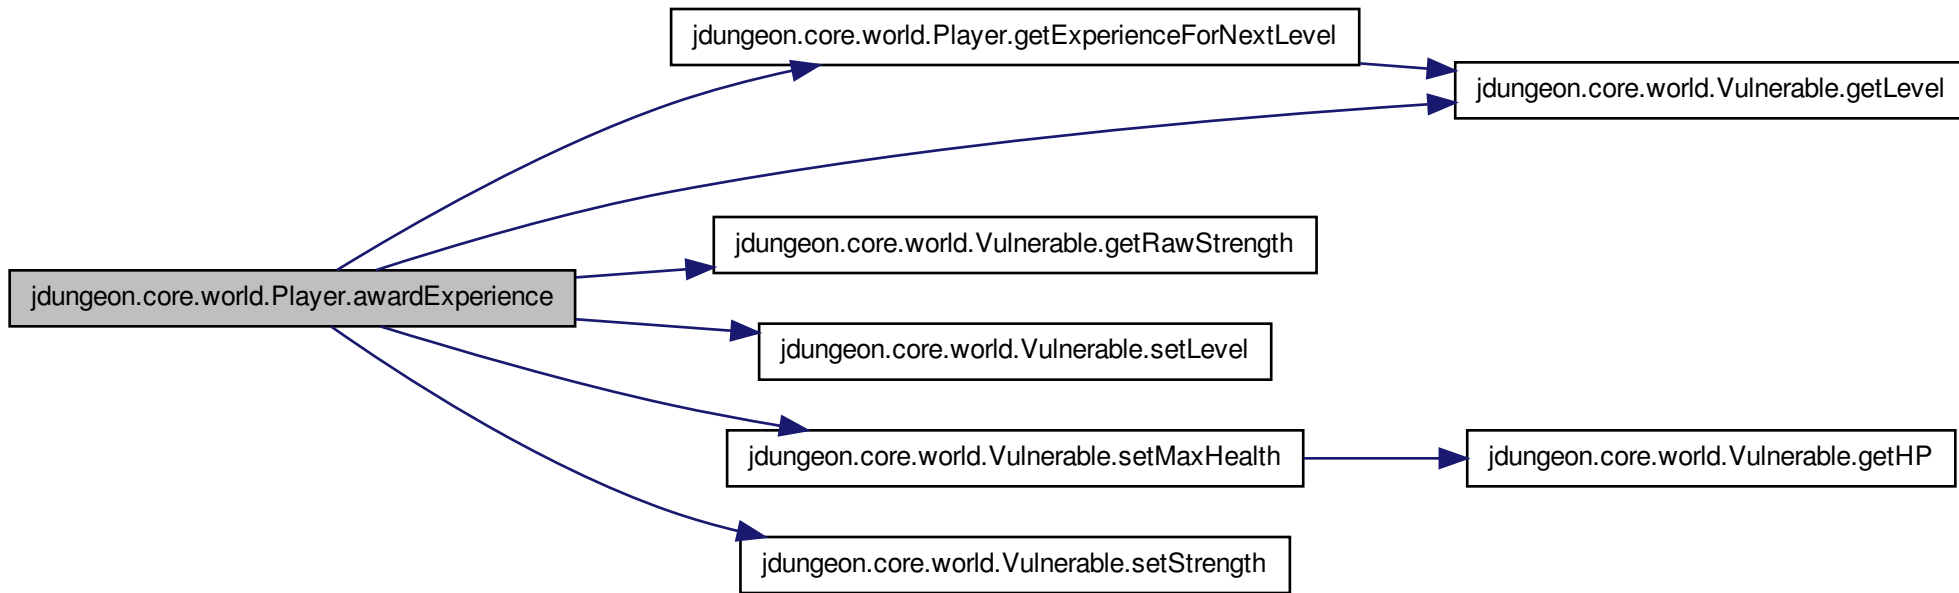 jdungeon.core.world.Player.getExperienceForNextLevel
jdungeon.core.world.Vulnerable.getLevel
jdungeon.core.world.Vulnerable.getRawStrength
jdungeon.core.world.Player.awardExperience
jdungeon.core.world.Vulnerable.setLevel
jdungeon.core.world.Vulnerable.setMaxHealth
jdungeon.core.world.Vulnerable.getHP
jdungeon.core.world.Vulnerable.setStrength